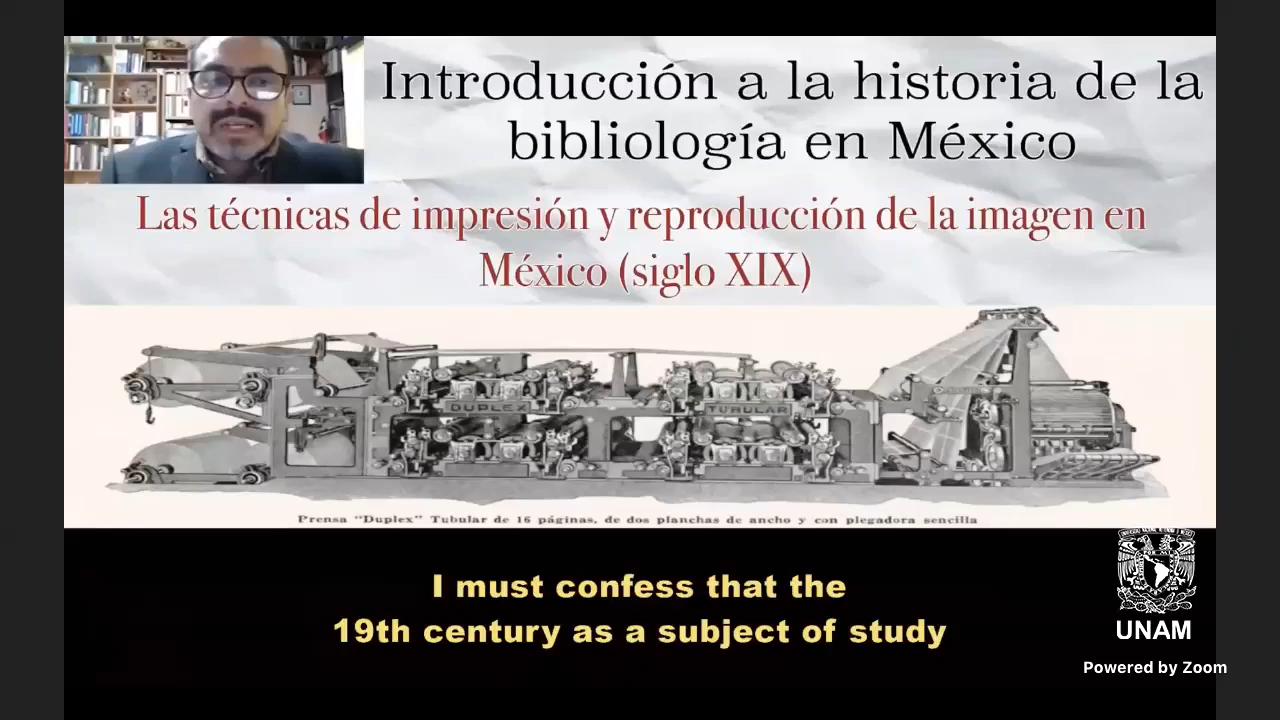 Introducción a la historia de la
bibliología en México
Las técnicas de impresión y reproducción de la imagen en
México (siglo XIX)
DUPLEX
TUBULAR
Prensa "Duplex" Tubular de 16 páginas, de dos planchas de ancho y con plegadora sencilla
I must confess that the
19th century as a subject of study
UNAM
Powered by Zoom